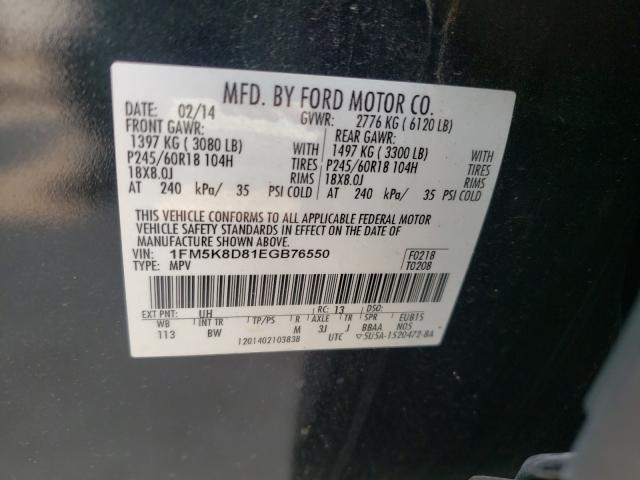 MFD. BY FORD MOTOR CO.
DATE: 02/14 GVWR: 2776 KG ( 6120 LB)
FRONT GAWR: REAR GAWR:
1397 KG ( 3080 LB) WITH 1497 KG ( 3300 LB) WITH
P245/60R18 104H TIRES P245/60R18 104H TIRES
18X8.0J RIMS 18X8.0J RIMS
AT 240 kPa/ 35 PSI COLD AT 240 kPa/ 35 PSI COLD
THIS VEHICLE CONFORMS TO ALL APPLICABLE FEDERAL MOTOR
VEHICLE SAFETY STANDARDS IN EFFECT ON THE DATE OF
MANUFACTURE SHOWN ABOVE.
VIN: 1FM5K8D81EGB76550 F0218
TYPE: MPV T0208
EXT PNT: UH RC: 13 DSO:
WB INT TR TP/PS R AXLE TR SPR EUB15
113 BW M 3J J BBAA N05
1201402103838 UTC ▽5U5A-1520472-BA